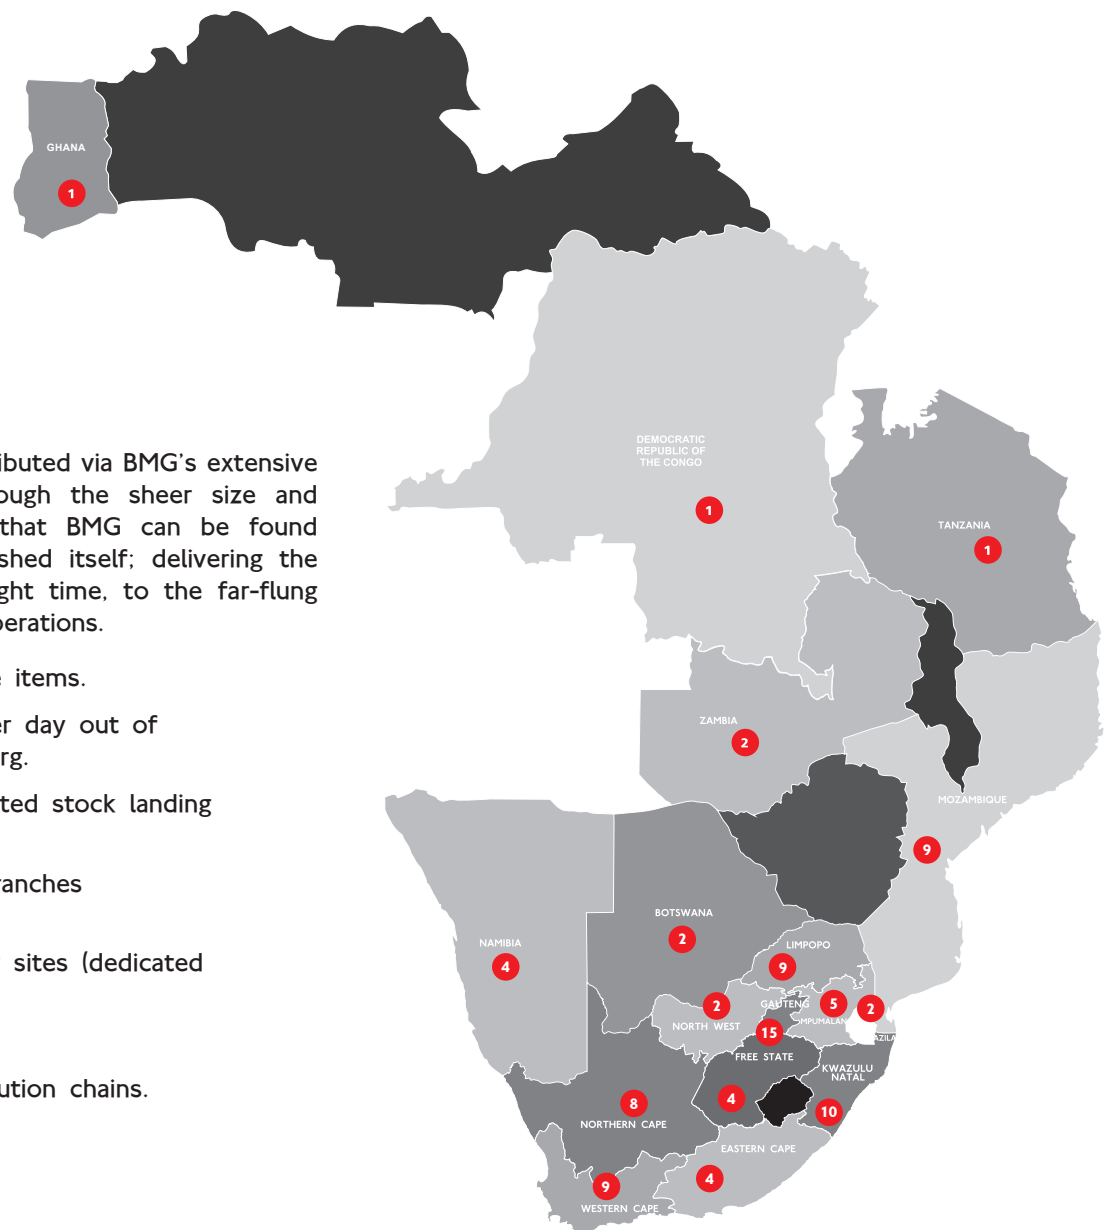 GHANA
1
ibuted via BMG's extensive
ough the sheer size and
that BMG can be found
shed itself; delivering the
ght time, to the far-flung
perations.
e items.
er day out of
rg.
ted stock landing
ranches
r sites (dedicated
ution chains.
DEMOCRATIC
REPUBLIC OF
THE CONGO
1
TANZANIA
1
ZAMBIA
2
MOZAMBIQUE
9
BOTSWANA
2
NAMIBIA
4
LIMPOPO
9
2
NORTH WEST
GAUTENG
15
5
MPUMALAN
2
AZILA
FREE STATE
4
KWAZULU
NATAL
10
8
NORTHERN CAPE
EASTERN CAPE
4
9
WESTERN CAPE